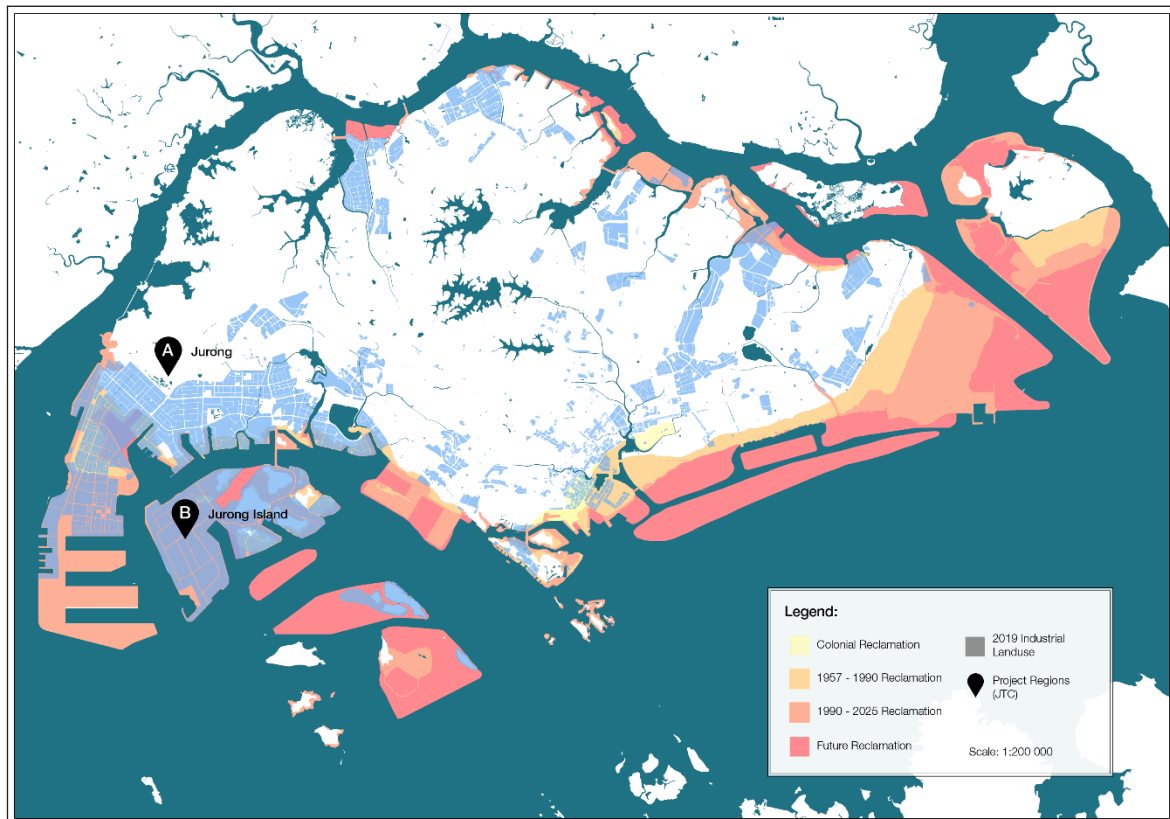 A
Jurong
B
Jurong Island
Legend:
Colonial Reclamation
1957 - 1990 Reclamation
1990 - 2025 Reclamation
Future Reclamation
2019 Industrial
Landuse
Project Regions
(JTC)
Scale: 1:200 000